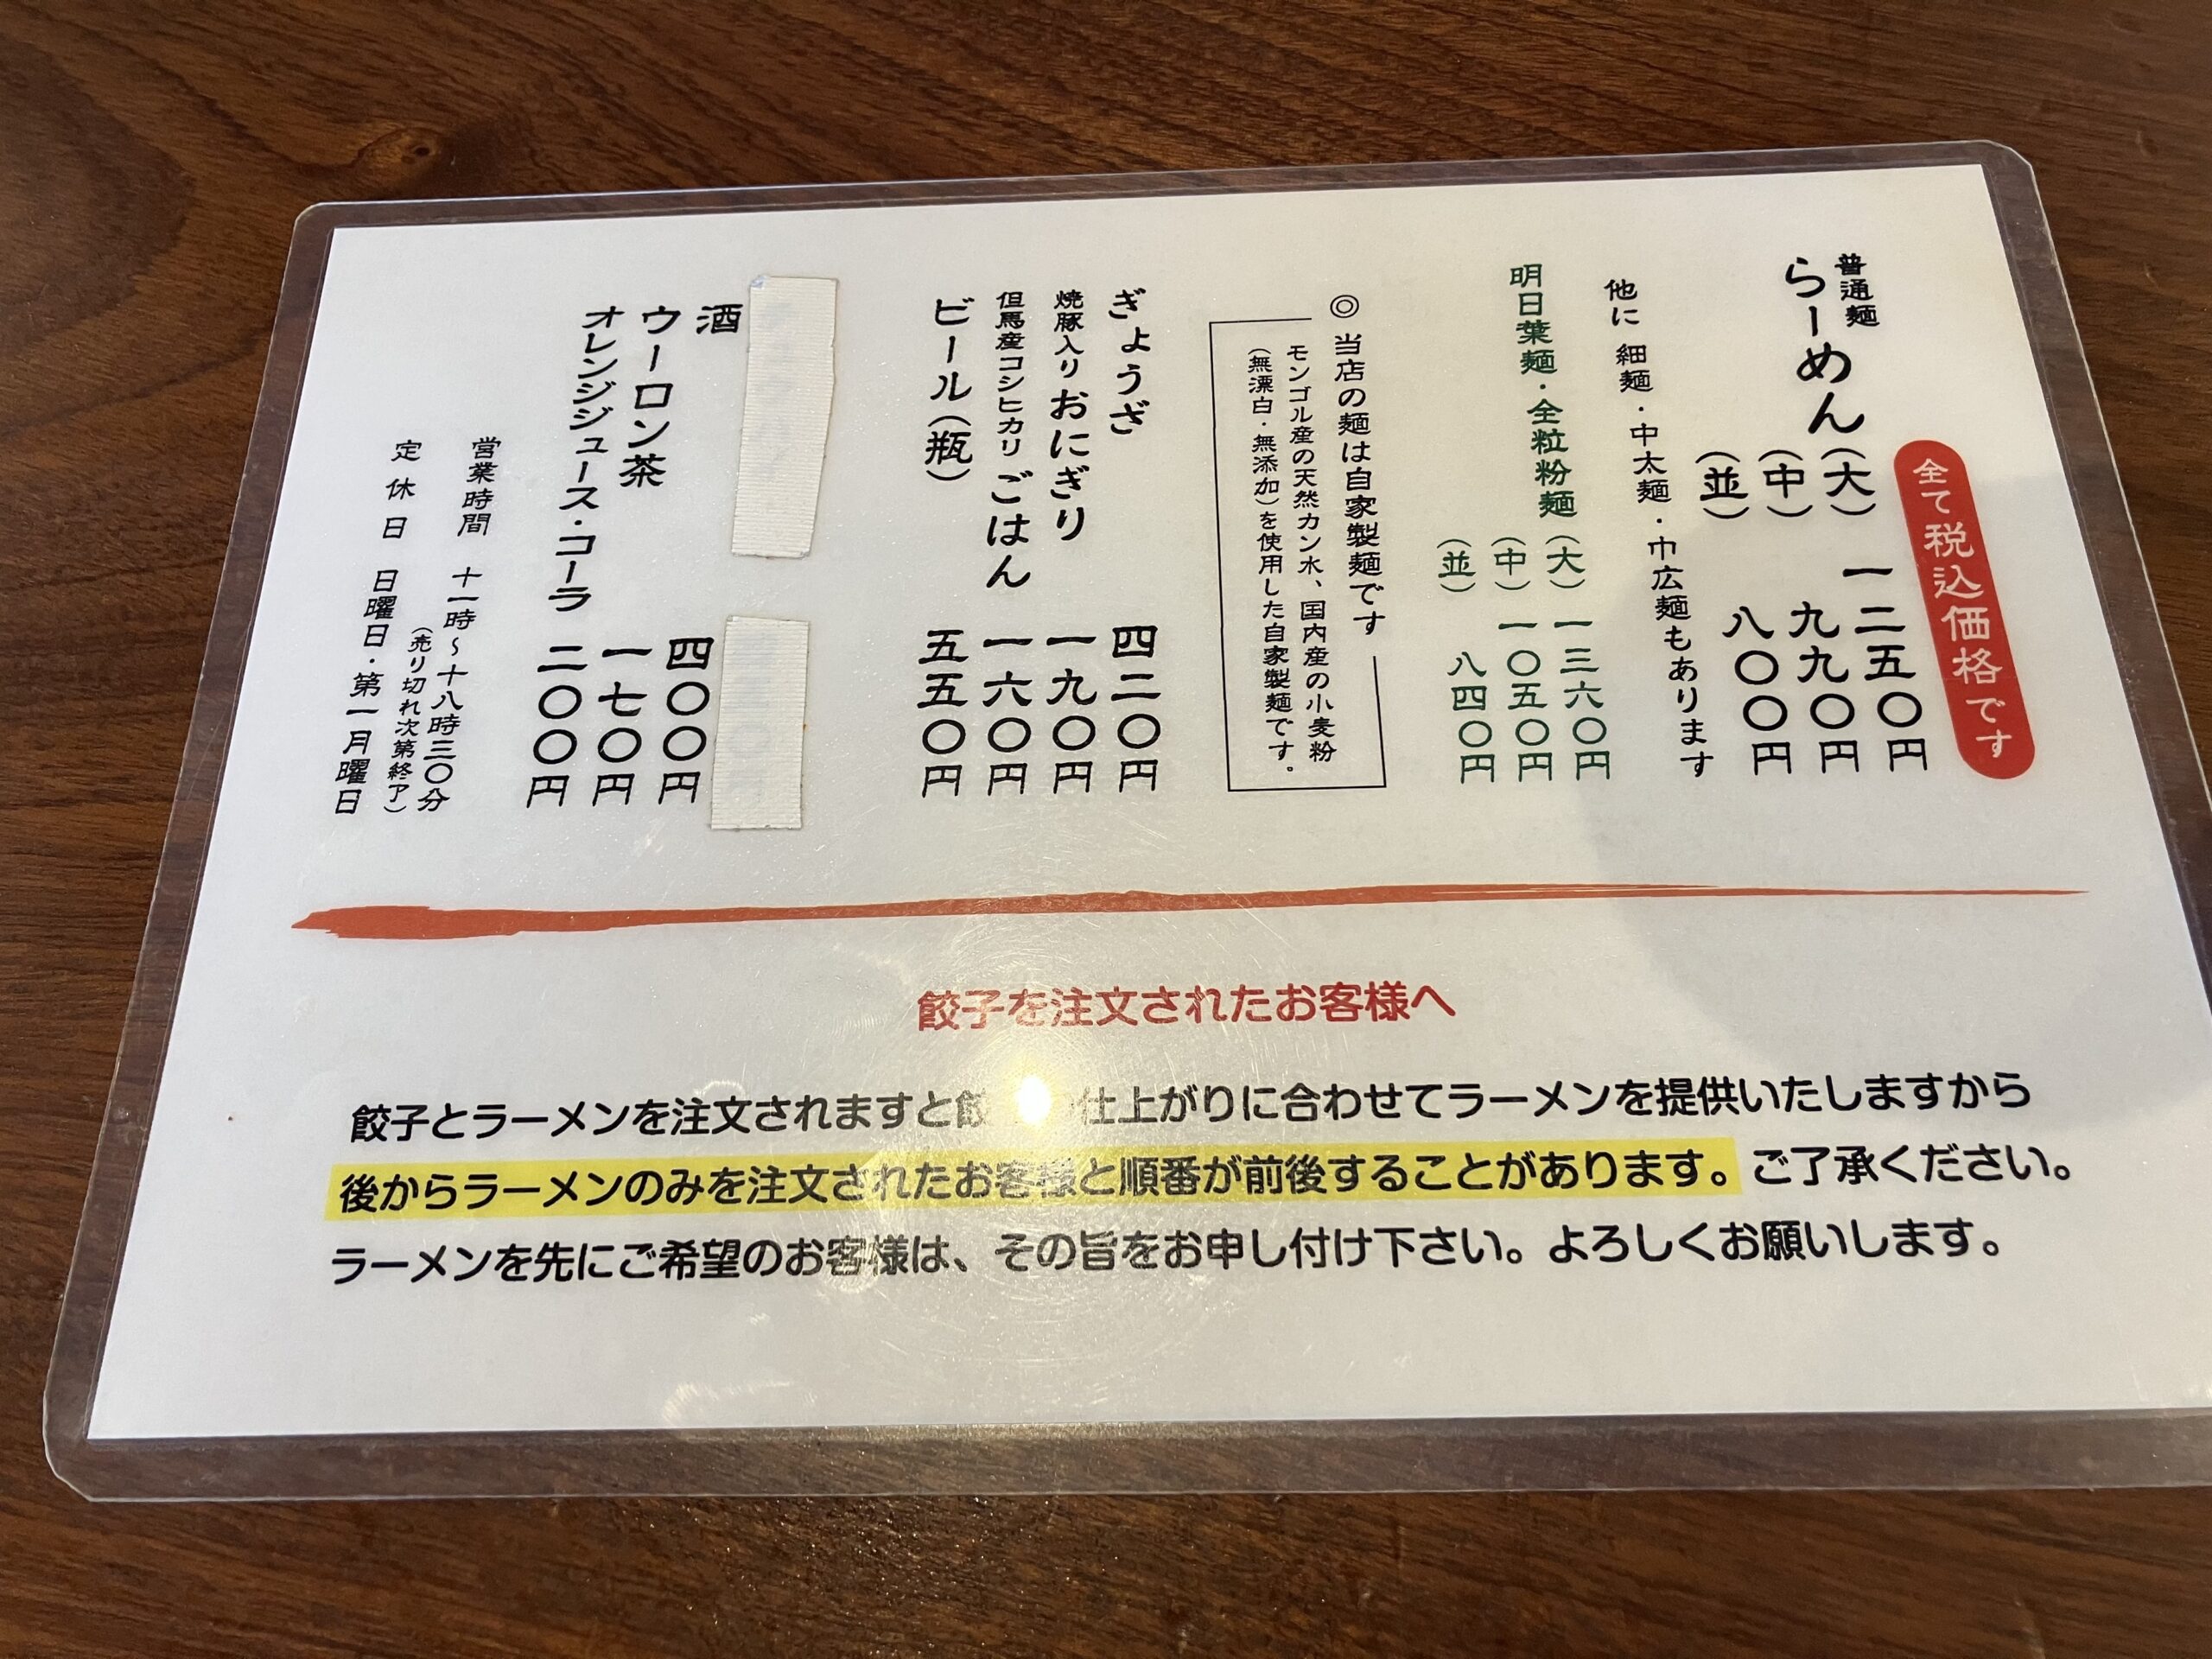 全て税込価格です
普通麺
らーめん（大） 一二五〇円
（中） 九九〇円
（並） 八〇〇円
他に 細麺・中太麺・巾広麺もあります
明日葉麺・全粒粉麺（大） 一三六〇円
（中） 一〇五〇円
（並） 八四〇円
◎ 当店の麺は自家製麺です
モンゴル産の天然カン水、国内産の小麦粉
（無漂白・無添加）を使用した自家製麺です。
ぎょうざ 四二〇円
焼豚入りおにぎり 一九〇円
但馬産コシヒカリ ごはん 一六〇円
ビール（瓶） 五五〇円
酒 四〇〇円
ウーロン茶 一七〇円
オレンジジュース・コーラ 二〇〇円
営業時間 十一時～十八時三〇分
（売り切れ次第終了）
定休日 日曜日・第一月曜日
餃子を注文されたお客様へ
餃子とラーメンを注文されますと餃 仕上がりに合わせてラーメンを提供いたしますから
後からラーメンのみを注文されたお客様と順番が前後することがあります。ご了承ください。
ラーメンを先にご希望のお客様は、その旨をお申し付け下さい。よろしくお願いします。